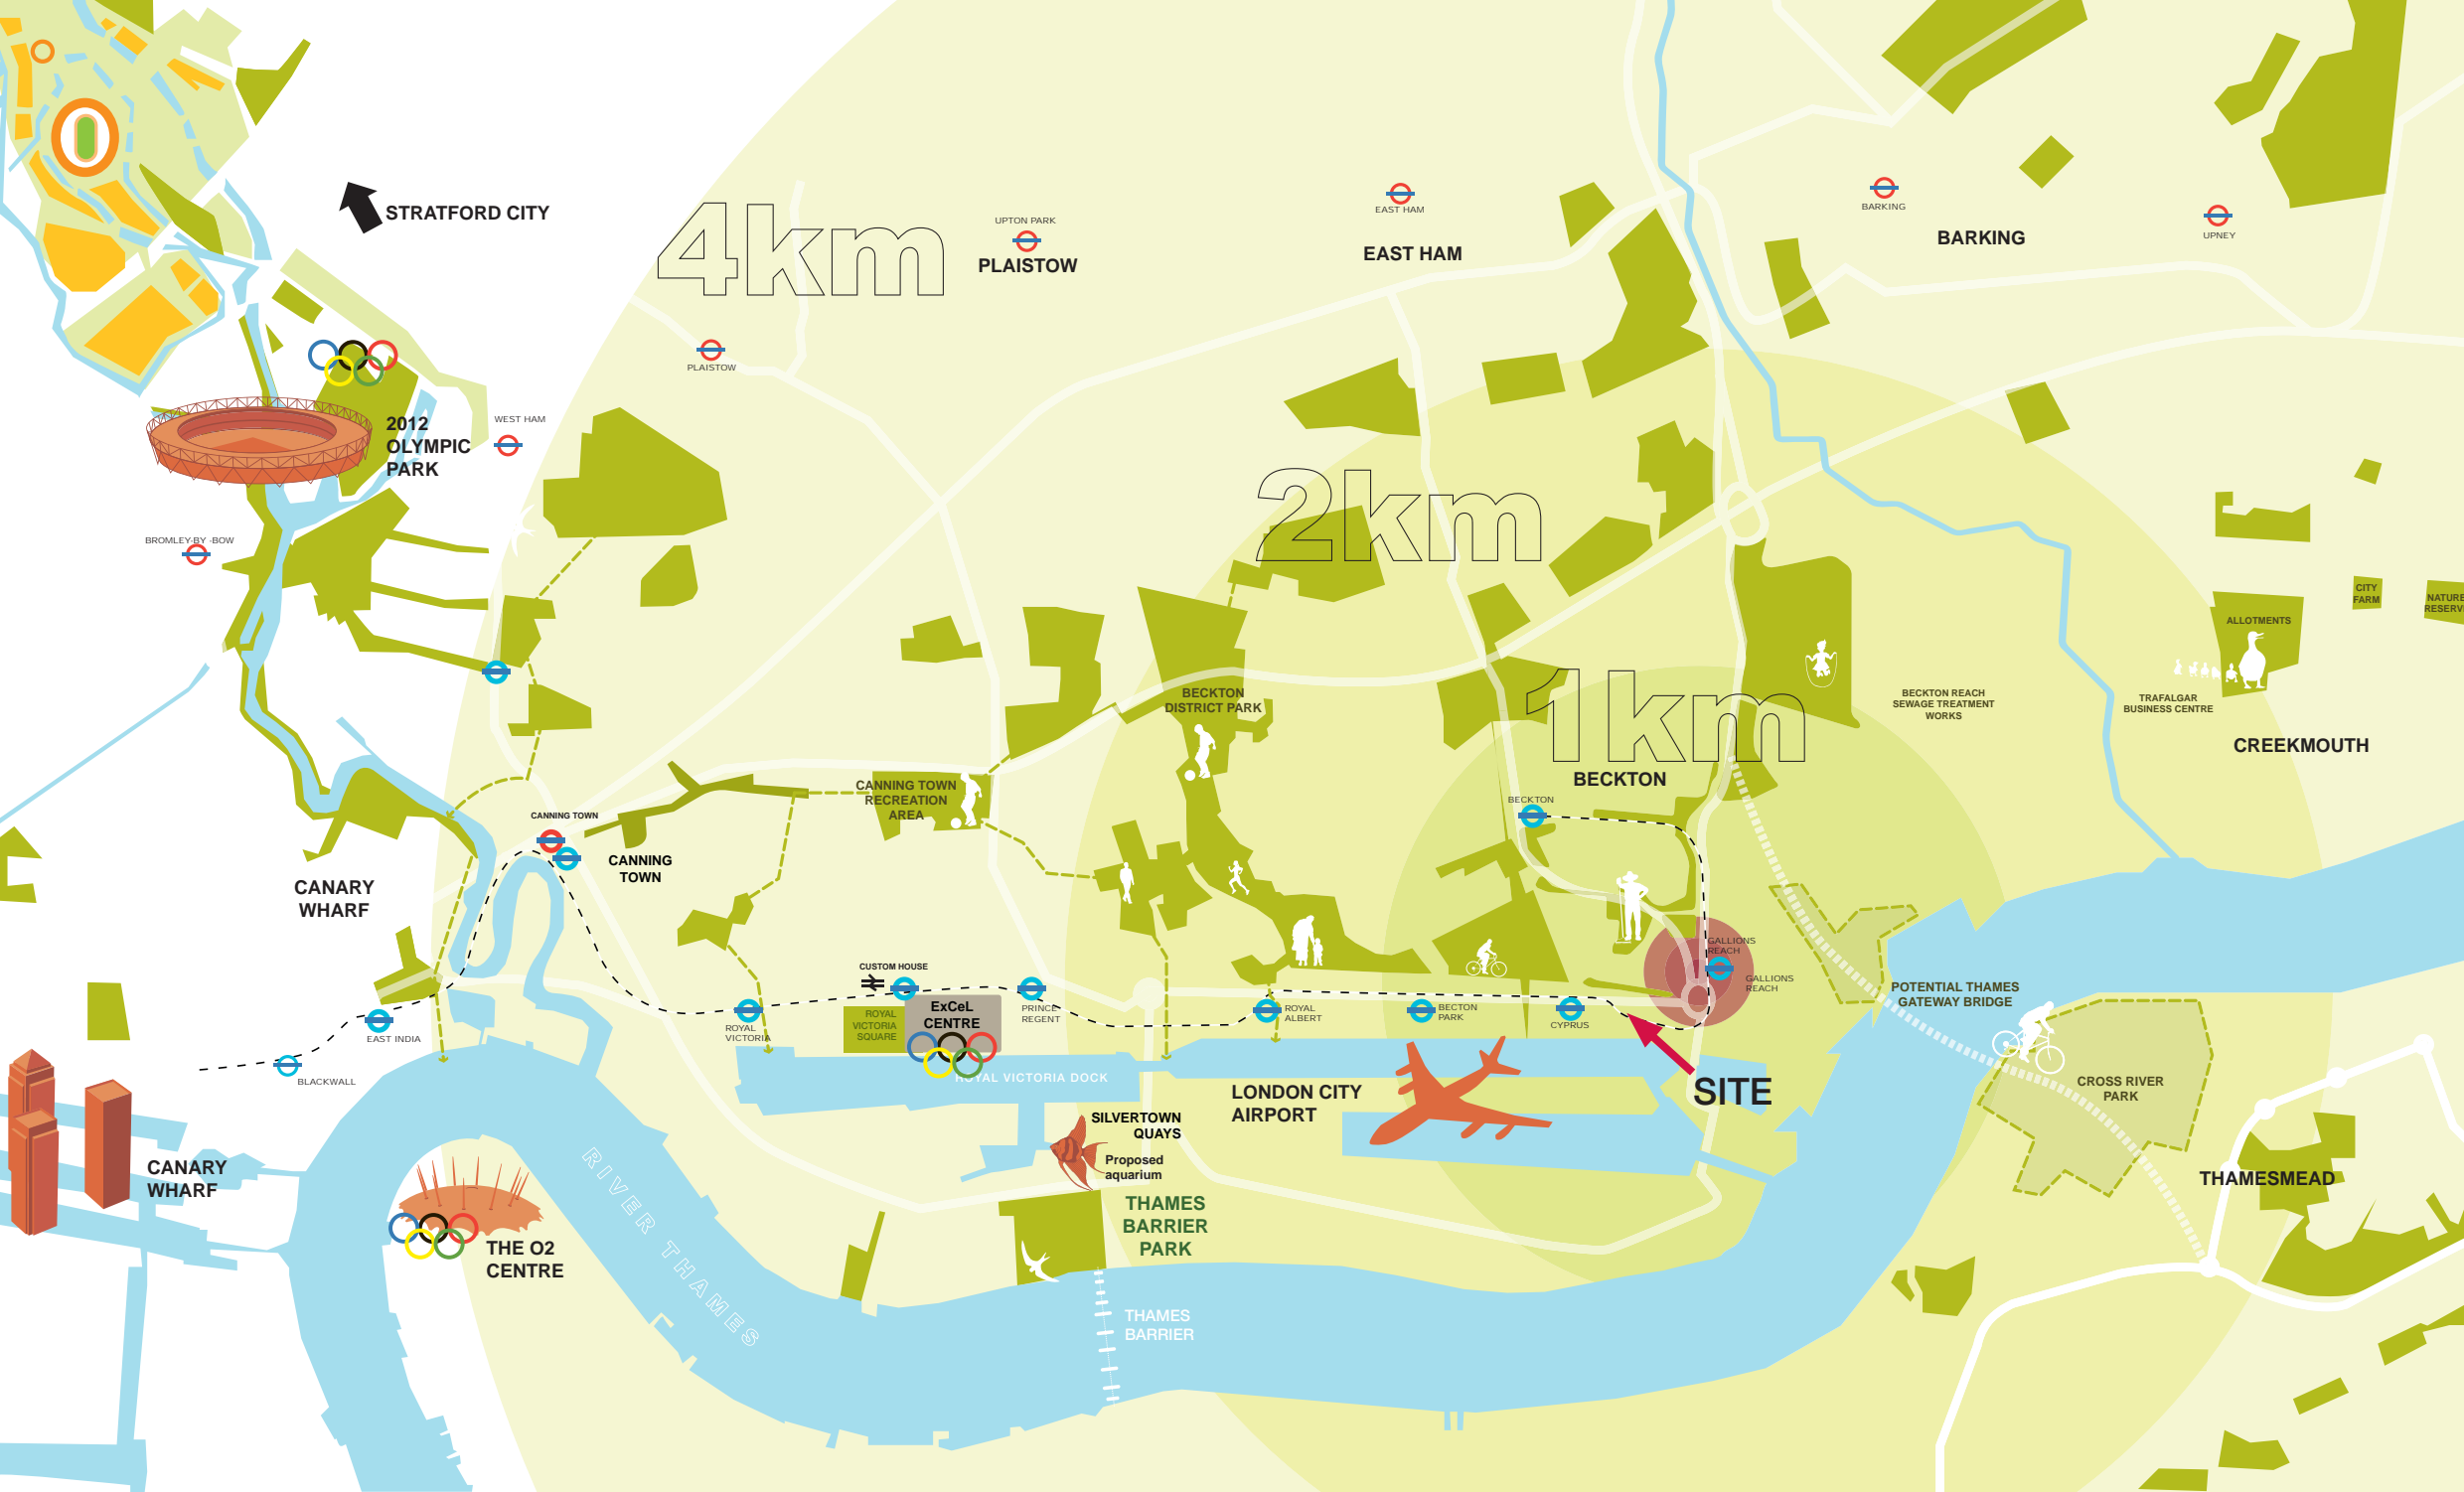 STRATFORD CITY
4km
UPTON PARK
PLAISTOW
EAST HAM
EAST HAM
BARKING
BARKING
UPNEY
PLAISTOW
2012
OLYMPIC
PARK
WEST HAM
BROMLEY-BY -BOW
2km
CITY
FARM
NATURE
ALLOTMENTS
1km
BECKTON
DISTRICT PARK
BECKTON REACH
SEWAGE TREATMENT
WORKS
TRAFALGAR
BUSINESS CENTRE
CREEKMOUTH
CANNING TOWN
RECREATION
AREA
BECKTON
BECKTON
CANNING TOWN
CANNING
TOWN
CANARY
WHARF
GALLIONS
REACH
GALLIONS
REACH
CUSTOM HOUSE
POTENTIAL THAMES
GATEWAY BRIDGE
ROYAL
VICTORIA
SQUARE
ExCeL
CENTRE
PRINCE
REGENT
ROYAL
ALBERT
BECTON
PARK
CYPRUS
ROYAL
VICTORIA
EAST INDIA
BLACKWALL
ROYAL VICTORIA DOCK
LONDON CITY
AIRPORT
SITE
CROSS RIVER
PARK
SILVERTOWN
QUAYS
Proposed
aquarium
CANARY
WHARF
THAMESMEAD
THAMES
BARRIER
PARK
THE O2
CENTRE
RIVER THAMES
THAMES
BARRIER